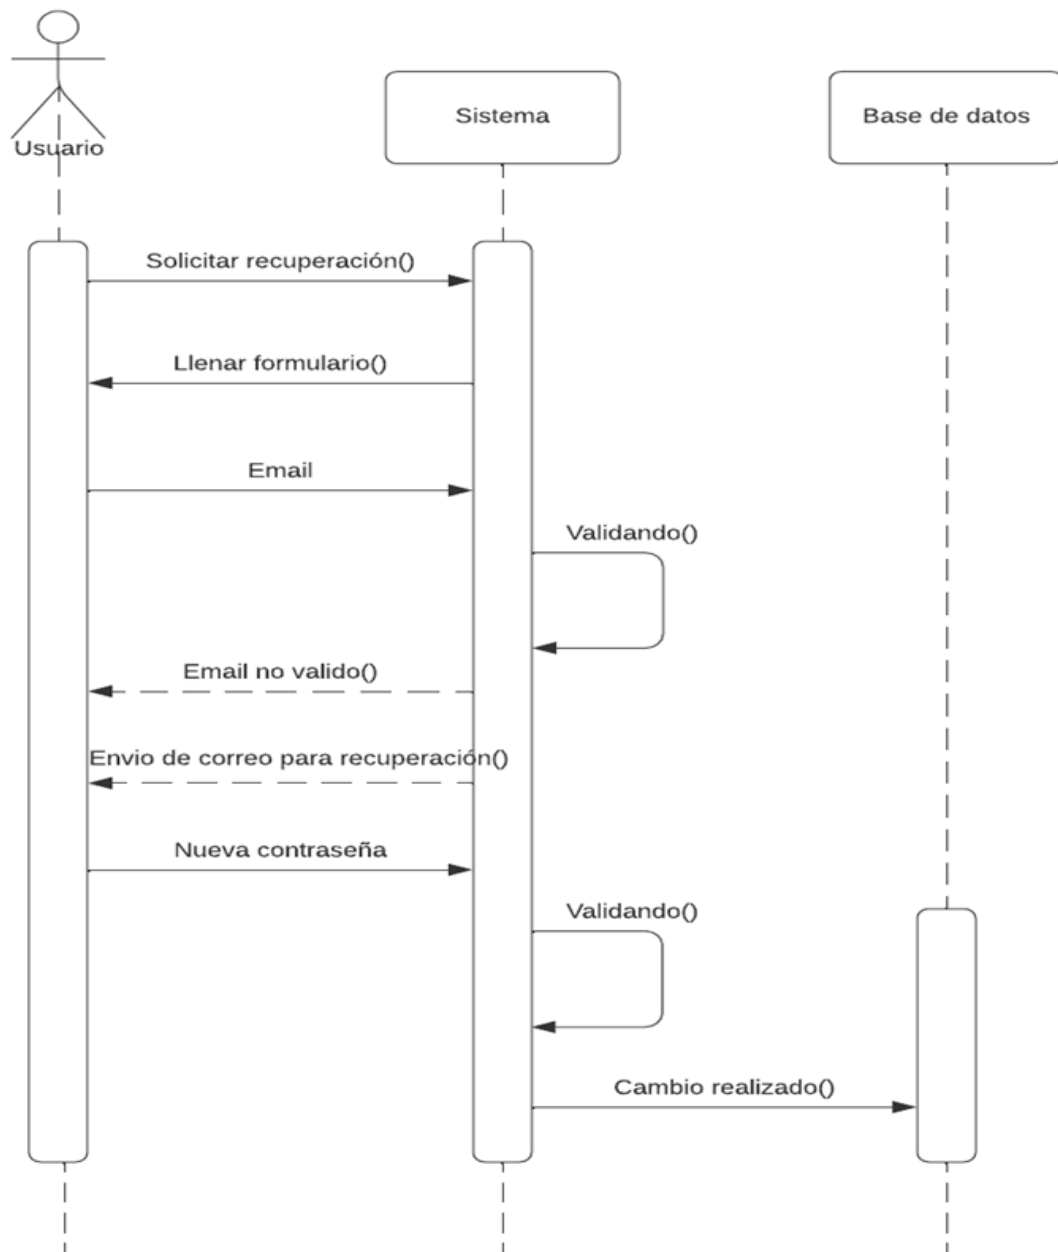 Usuario
Sistema
Base de datos
Solicitar recuperación()
Llenar formulario()
Email
Validando()
Email no valido()
Envio de correo para recuperación()
Nueva contraseña
Validando()
Cambio realizado()